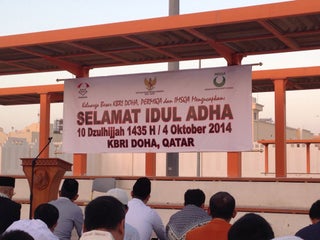 Keluarga Besar KBRI DOHA, PERMIQA dan IMSQA Mengucapkan:
SELAMAT IDUL ADHA
10 Dzulhijjah 1435 H / 4 Oktober 2014
KBRI DOHA, QATAR